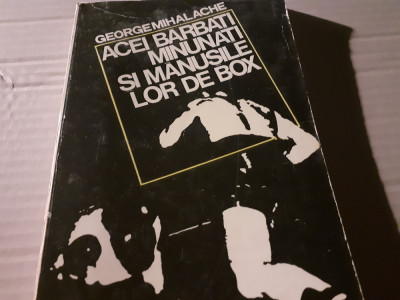 GEORGE MIHALACHE
ACEI BARBATI
MINUNATI
SI MANUSILE
LOR DE BOX